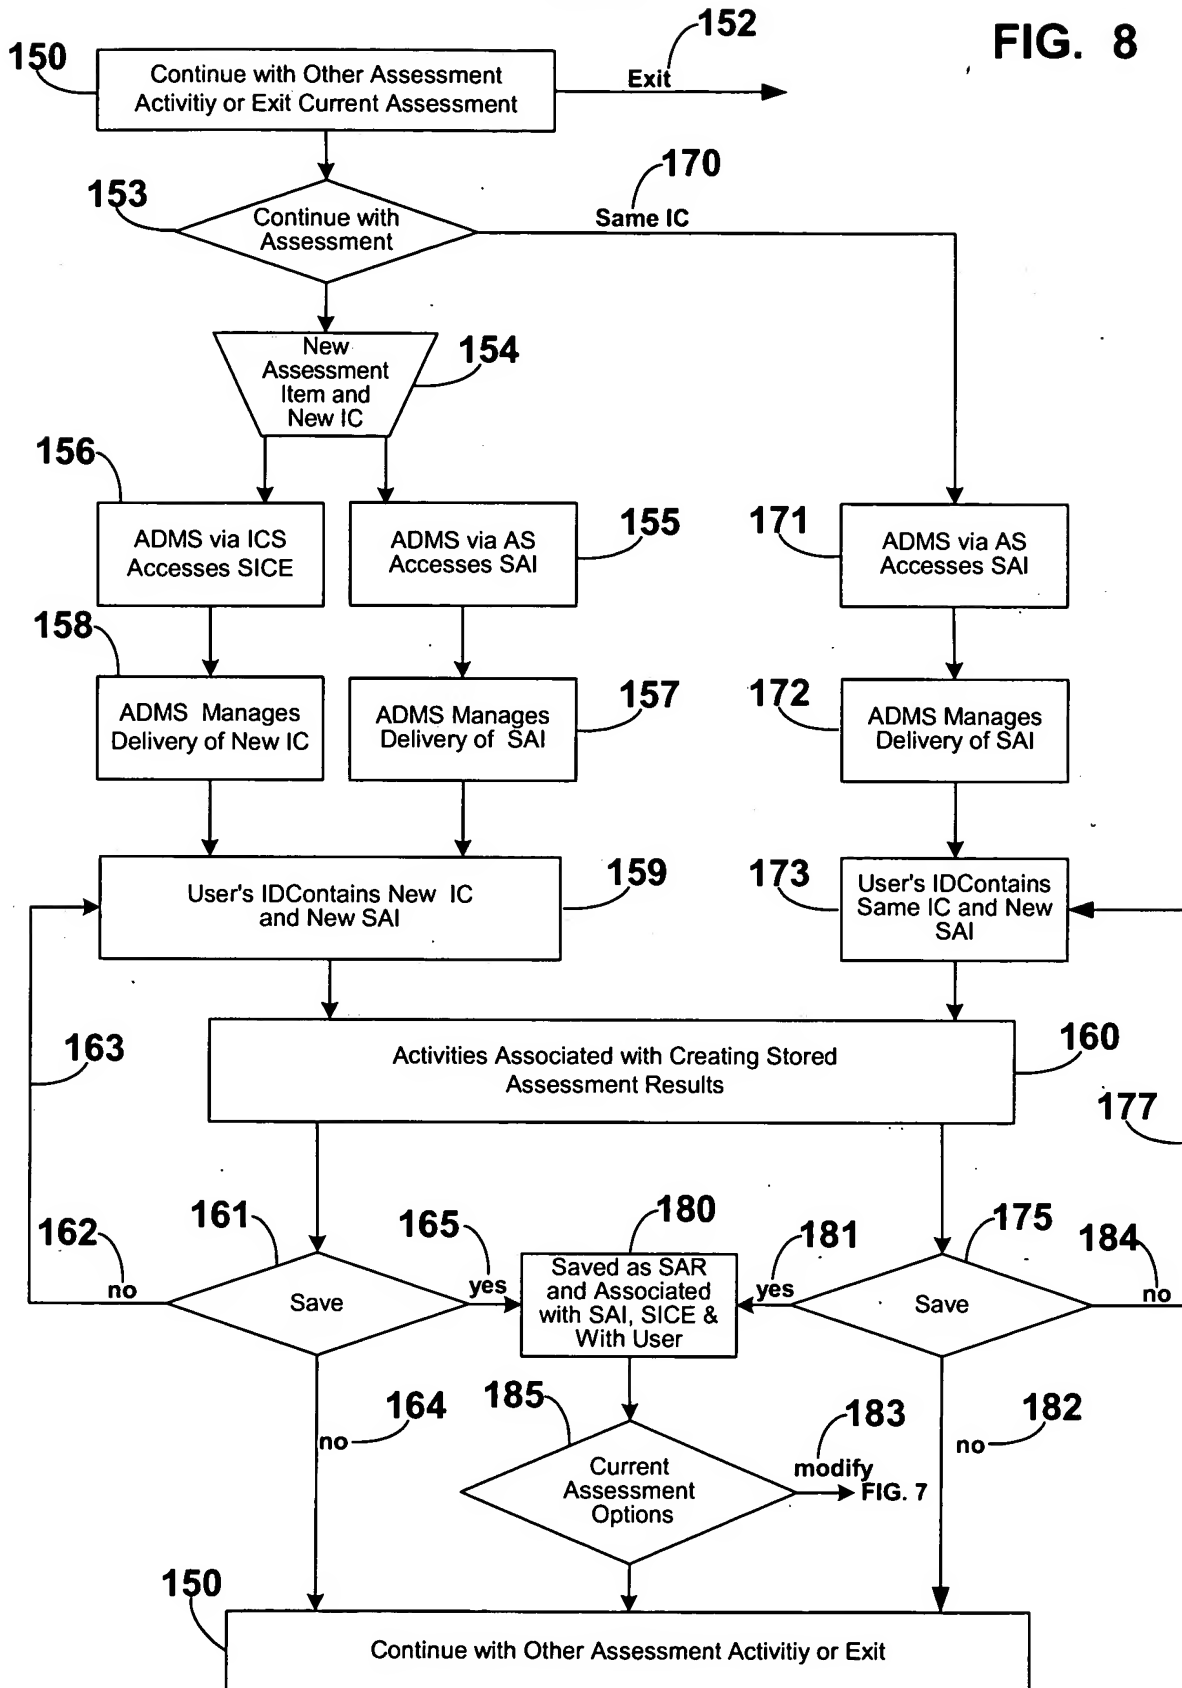 FIG. 8
152
150
Continue with Other Assessment
Activitiy or Exit Current Assessment
Exit
170
153
Continue with
Assessment
Same IC
New
Assessment
Item and
New IC
154
156
ADMS via ICS
Accesses SICE
ADMS via AS
Accesses SAI
155
171
ADMS via AS
Accesses SAI
158
ADMS Manages
Delivery of New IC
ADMS Manages
Delivery of SAI
157
172
ADMS Manages
Delivery of SAI
User's IDContains New IC
and New SAI
159
173
User's IDContains
Same IC and New
SAI
163
Activities Associated with Creating Stored
Assessment Results
160
177
162
161
165
180
181
175
184
no
Save
yes
Saved as SAR
and Associated
with SAI, SICE &
With User
yes
Save
no
164
no
185
183
182
no
Current
Assessment
Options
modify
FIG. 7
150
Continue with Other Assessment Activitiy or Exit